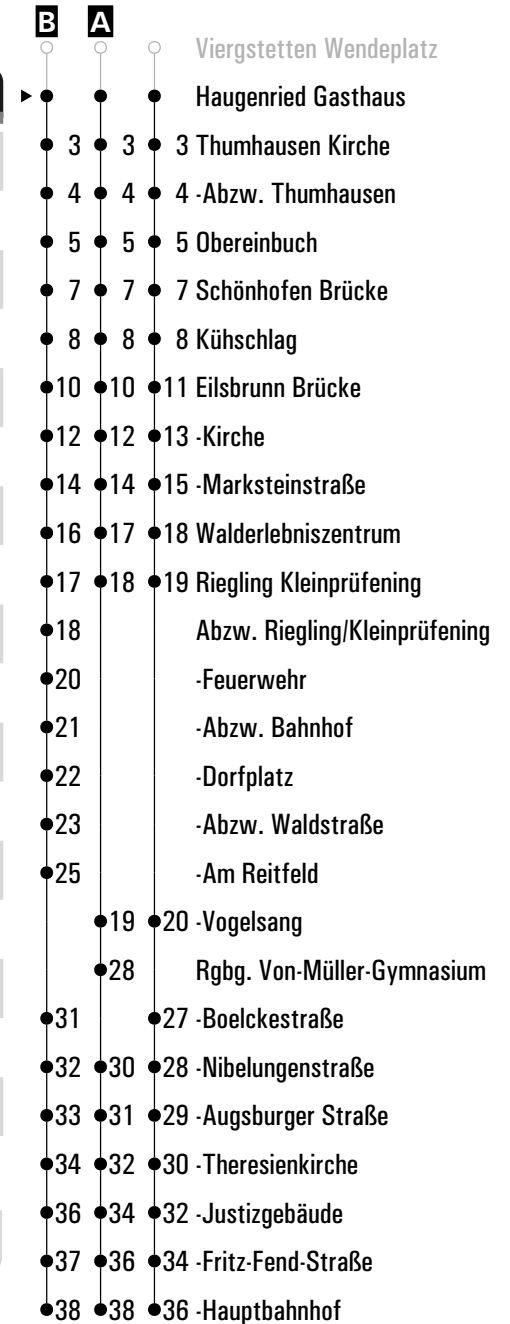 B A
Viergstetten Wendeplatz
Haugenried Gasthaus
3 3 3 Thumhausen Kirche
4 4 4 -Abzw. Thumhausen
5 5 5 Obereinbuch
7 7 7 Schönhofen Brücke
8 8 8 Kühschlag
10 10 11 Eilsbrunn Brücke
12 12 13 -Kirche
14 14 15 -Marksteinstraße
16 17 18 Walderlebniszentrum
17 18 19 Riegling Kleinprüfening
18 Abzw. Riegling/Kleinprüfening
20 -Feuerwehr
21 -Abzw. Bahnhof
22 -Dorfplatz
23 -Abzw. Waldstraße
25 -Am Reitfeld
19 20 -Vogelsang
28 Rgbg. Von-Müller-Gymnasium
31 27 -Boelckestraße
32 30 28 -Nibelungenstraße
33 31 29 -Augsburger Straße
34 32 30 -Theresienkirche
36 34 32 -Justizgebäude
37 36 34 -Fritz-Fend-Straße
38 38 36 -Hauptbahnhof